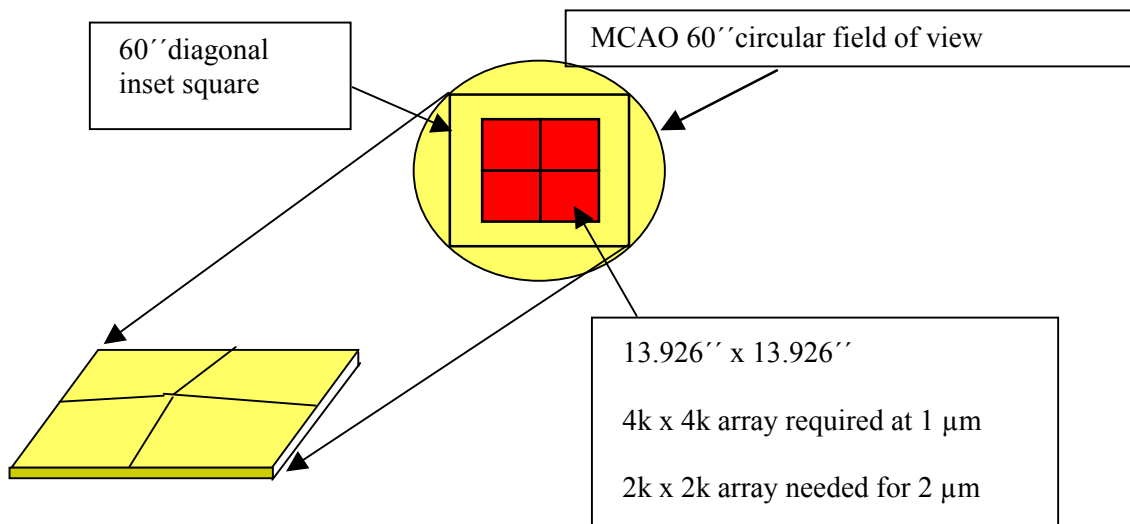 60´´diagonal
inset square
MCAO 60´´circular field of view
13.926´´ x 13.926´´
4k x 4k array required at 1 µm
2k x 2k array needed for 2 µm